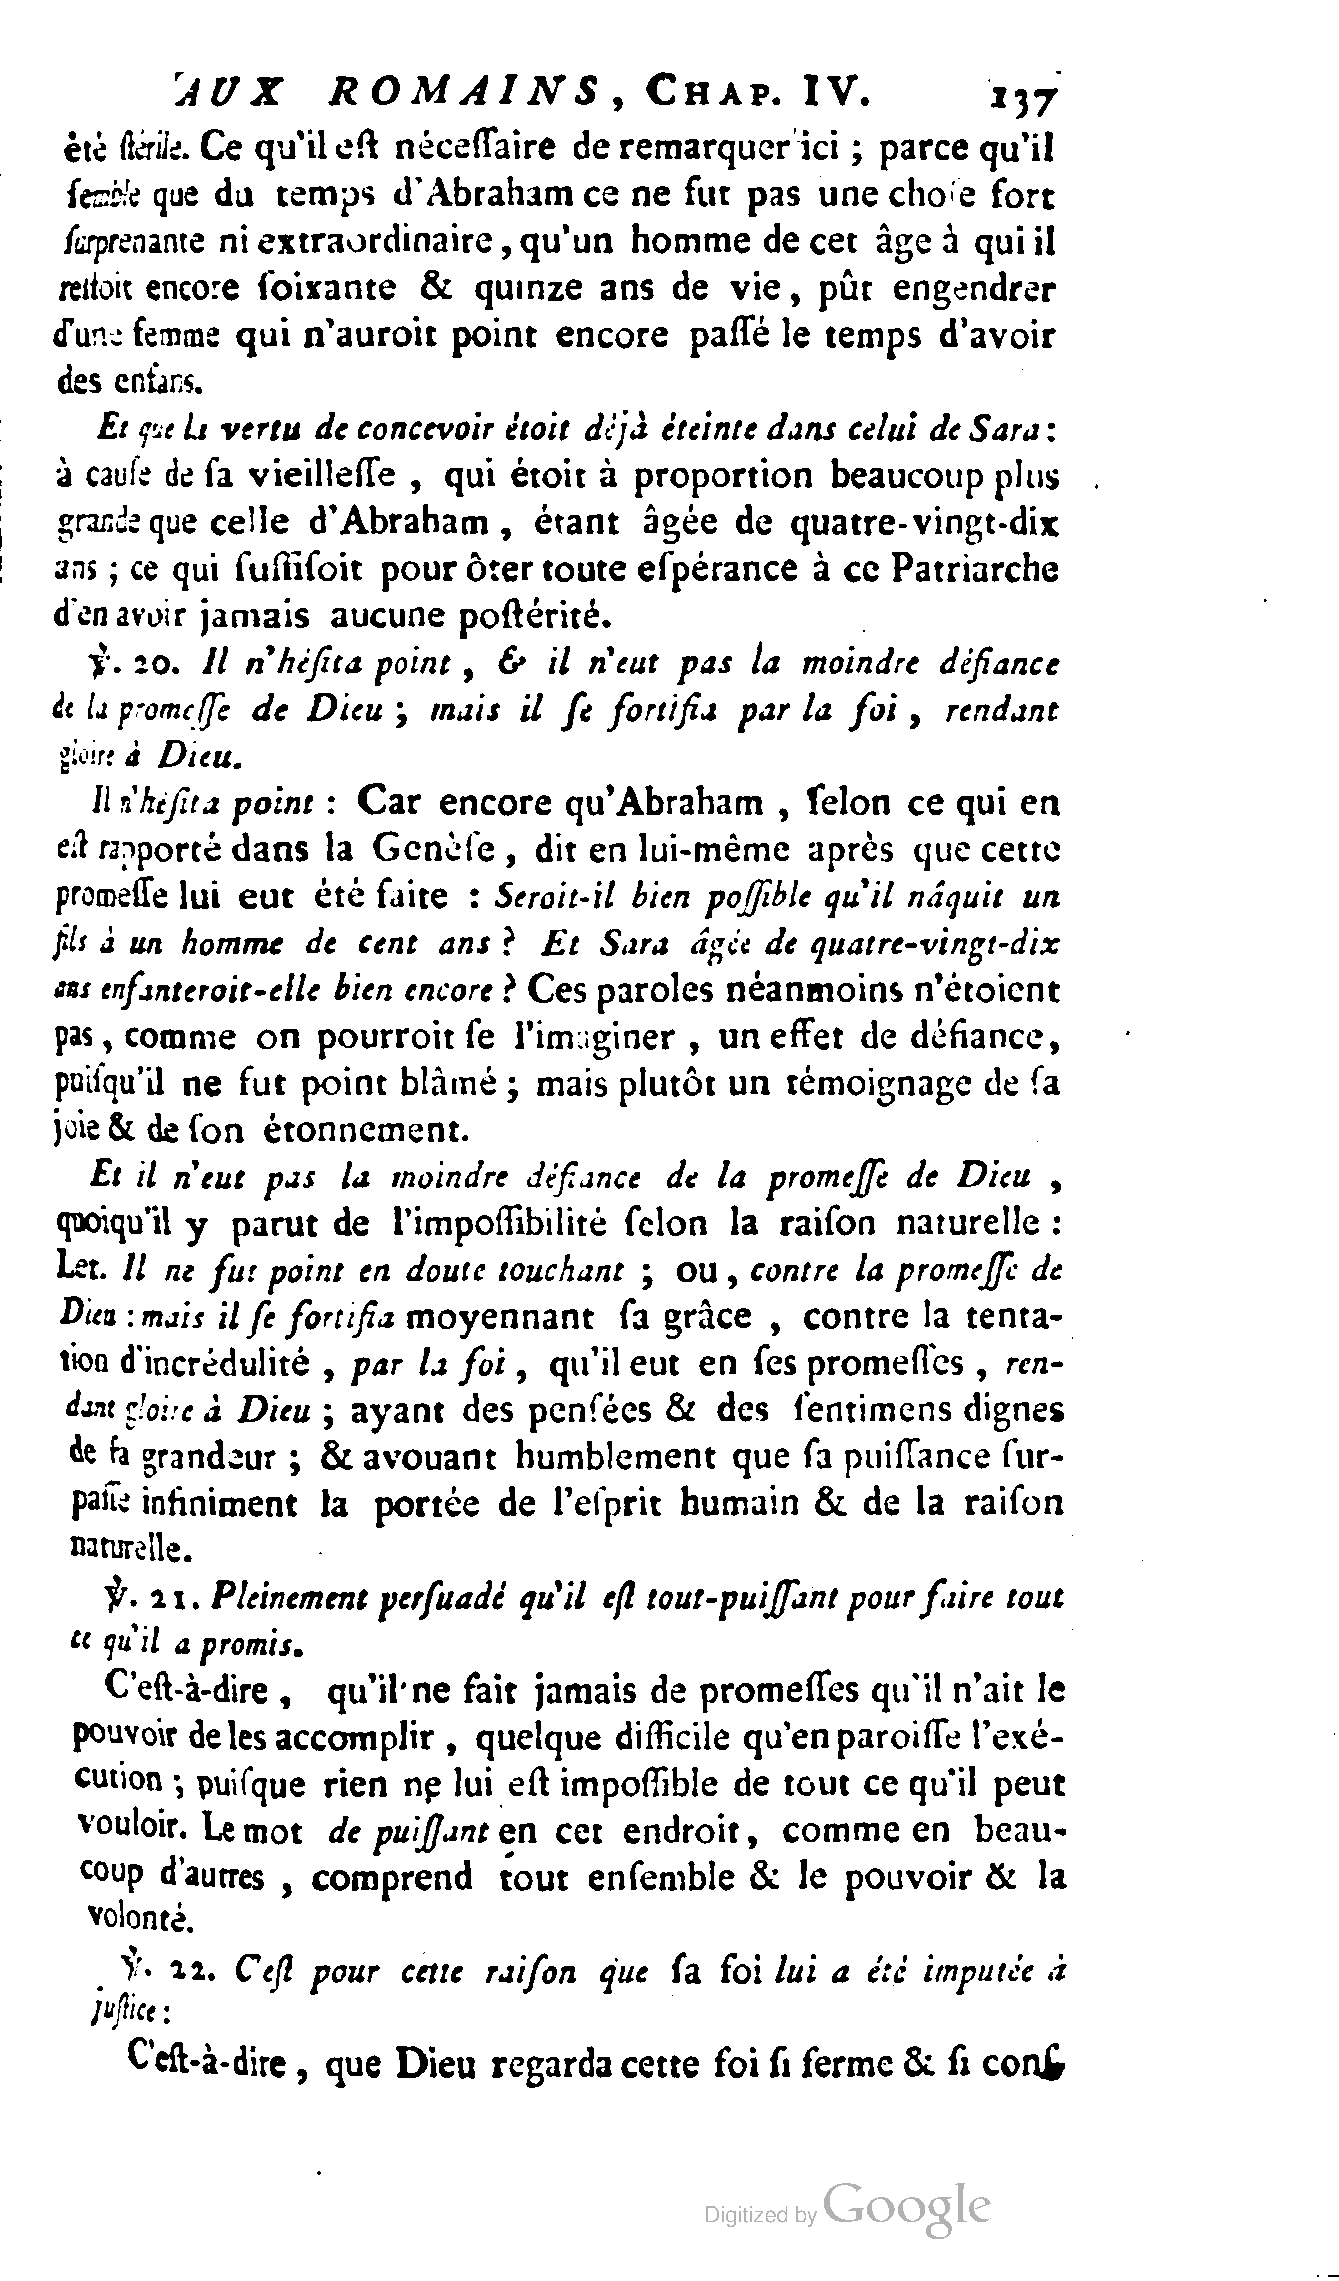 AUX ROMAINS, CHAP. IV. 137
été ſtérile. Ce qu'il eſt néceſſaire de remarquer ici ; parce qu'il
ſemble que du temps d'Abraham ce ne fut pas une choſe fort
ſurprenante ni extraordinaire, qu'un homme de cet âge à qui il
reſtoit encore ſoixante & quinze ans de vie, pût engendrer
d'une femme qui n'auroit point encore paſſé le temps d'avoir
des enfans.
Et que la vertu de concevoir étoit déjà éteinte dans celui de Sara :
à cauſe de ſa vieilleſſe, qui étoit à proportion beaucoup plus
grande que celle d'Abraham, étant âgée de quatre-vingt-dix
ans ; ce qui ſuffiſoit pour ôter toute eſpérance à ce Patriarche
d'en avoir jamais aucune poſtérité.
℣. 20. Il n'héſita point, & il n'eut pas la moindre défiance
de la promeſſe de Dieu ; mais il ſe fortifia par la foi, rendant
gloire à Dieu.
Il n'héſita point : Car encore qu'Abraham, ſelon ce qui en
eſt rapporté dans la Genèſe, dit en lui-même après que cette
promeſſe lui eut été faite : Seroit-il bien poſſible qu'il nâquit un
fils à un homme de cent ans ? Et Sara âgée de quatre-vingt-dix
ans enfanteroit-elle bien encore ? Ces paroles néanmoins n'étoient
pas, comme on pourroit ſe l'imaginer, un effet de défiance,
puiſqu'il ne fut point blâmé ; mais plutôt un témoignage de ſa
joie & de ſon étonnement.
Et il n'eut pas la moindre défiance de la promeſſe de Dieu,
quoiqu'il y parut de l'impoſſibilité ſelon la raiſon naturelle :
Let. Il ne fut point en doute touchant ; ou, contre la promeſſe de
Dieu : mais il ſe fortifia moyennant ſa grâce, contre la tenta-
tion d'incrédulité, par la foi, qu'il eut en ſes promeſſes, ren-
dant gloire à Dieu ; ayant des penſées & des ſentimens dignes
de ſa grandeur ; & avouant humblement que ſa puiſſance ſur-
paſſe infiniment la portée de l'eſprit humain & de la raiſon
naturelle.
℣. 21. Pleinement perſuadé qu'il eſt tout-puiſſant pour faire tout
ce qu'il a promis.
C'eſt-à-dire, qu'il ne fait jamais de promeſſes qu'il n'ait le
pouvoir de les accomplir, quelque difficile qu'en paroiſſe l'exé-
cution ; puiſque rien ne lui eſt impoſſible de tout ce qu'il peut
vouloir. Le mot de puiſſant en cet endroit, comme en beau-
coup d'autres, comprend tout enſemble & le pouvoir & la
volonté.
℣. 22. C'eſt pour cette raiſon que ſa foi lui a été imputée à
juſtice :
C'eſt-à-dire, que Dieu regarda cette foi ſi ferme & ſi conſ-
Digitized by Google